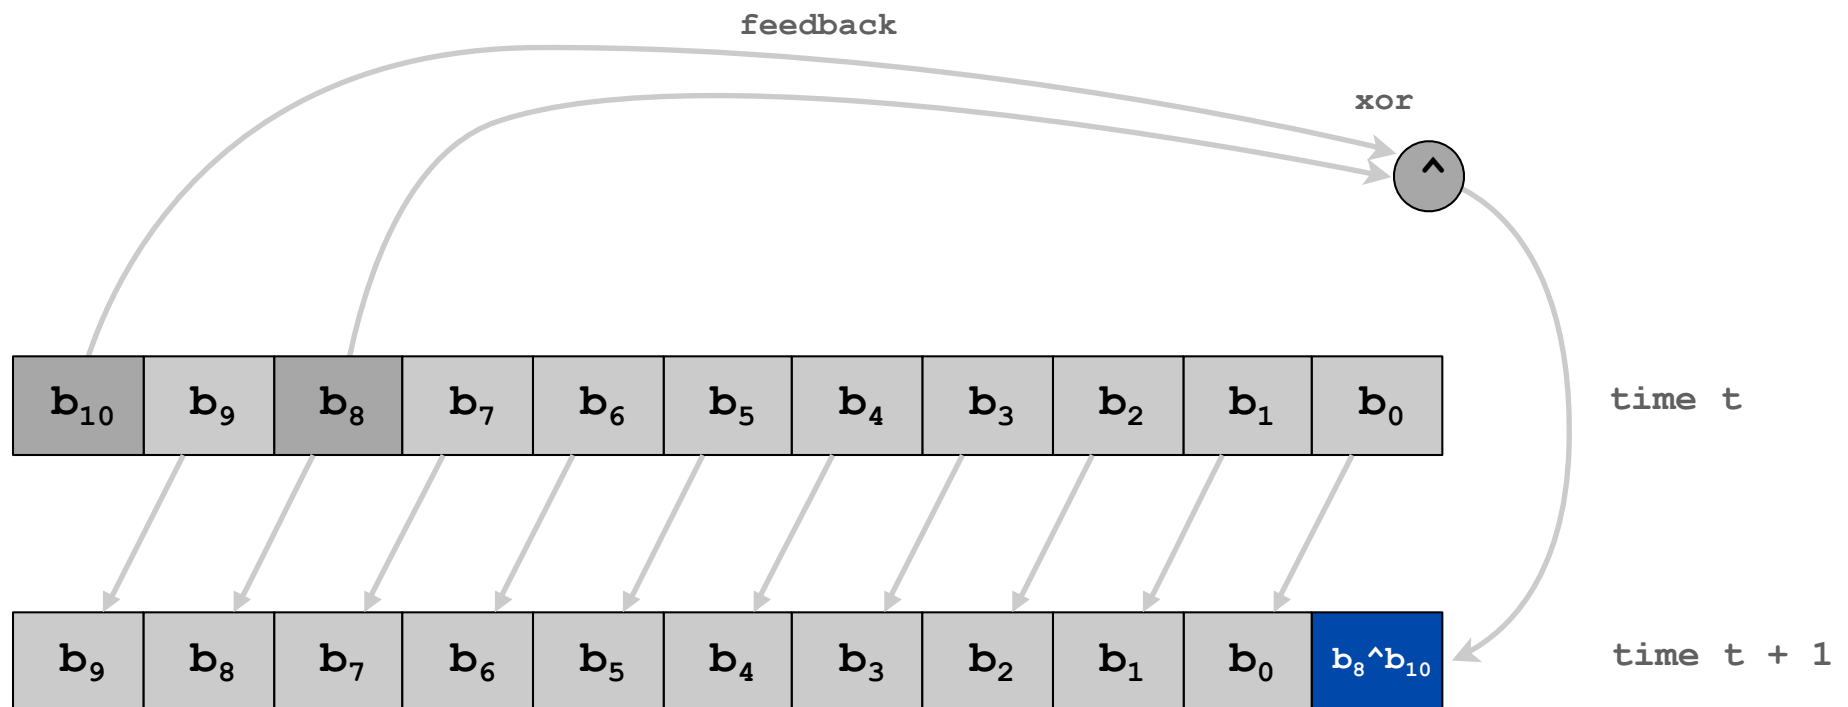 feedback
xor
^
b₁₀ b₉ b₈ b₇ b₆ b₅ b₄ b₃ b₂ b₁ b₀ time t
b₉ b₈ b₇ b₆ b₅ b₄ b₃ b₂ b₁ b₀ b₈^b₁₀ time t + 1